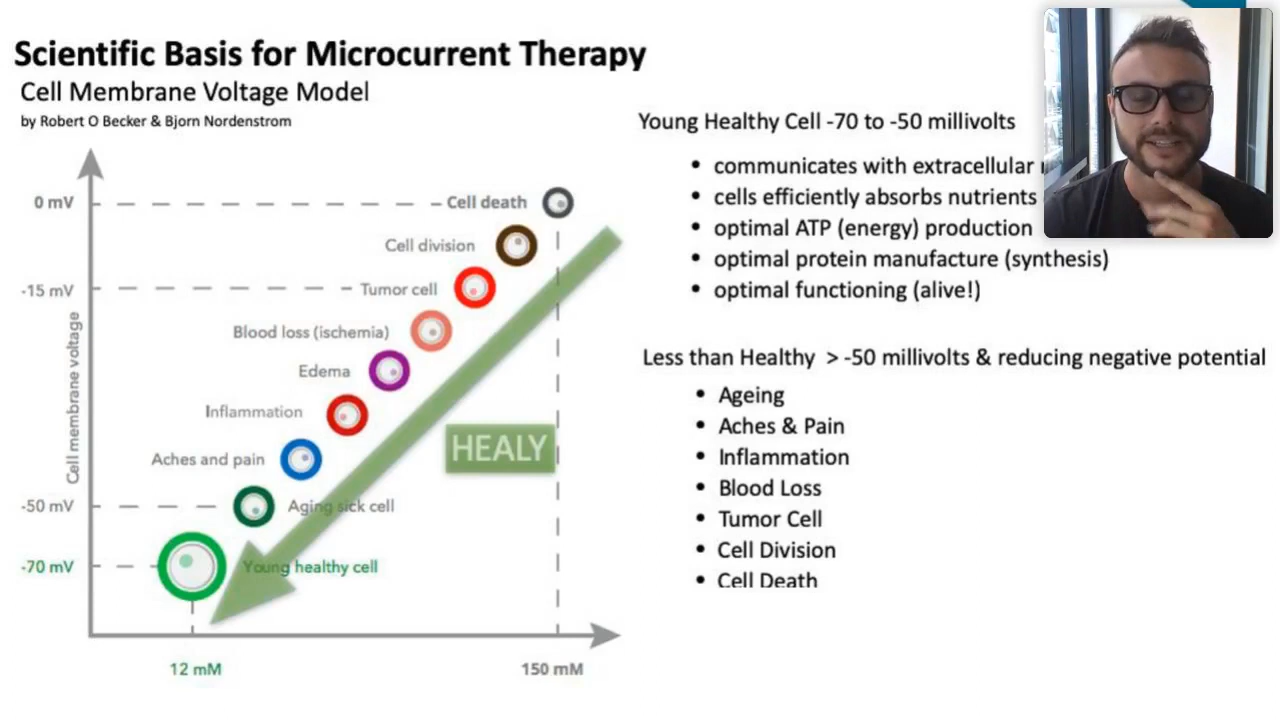 Scientific Basis for Microcurrent Therapy
Cell Membrane Voltage Model
by Robert O Becker & Bjorn Nordenstrom
0 mV
Cell death
Cell division
-15 mV
Tumor cell
Blood loss (ischemia)
Edema
Inflammation
Aches and pain
-50 mV
Aging sick cell
-70 mV
Young healthy cell
Cell membrane voltage
HEALY
12 mM
150 mM
Young Healthy Cell -70 to -50 millivolts
• communicates with extracellular
• cells efficiently absorbs nutrients
• optimal ATP (energy) production
• optimal protein manufacture (synthesis)
• optimal functioning (alive!)
Less than Healthy > -50 millivolts & reducing negative potential
• Ageing
• Aches & Pain
• Inflammation
• Blood Loss
• Tumor Cell
• Cell Division
• Cell Death